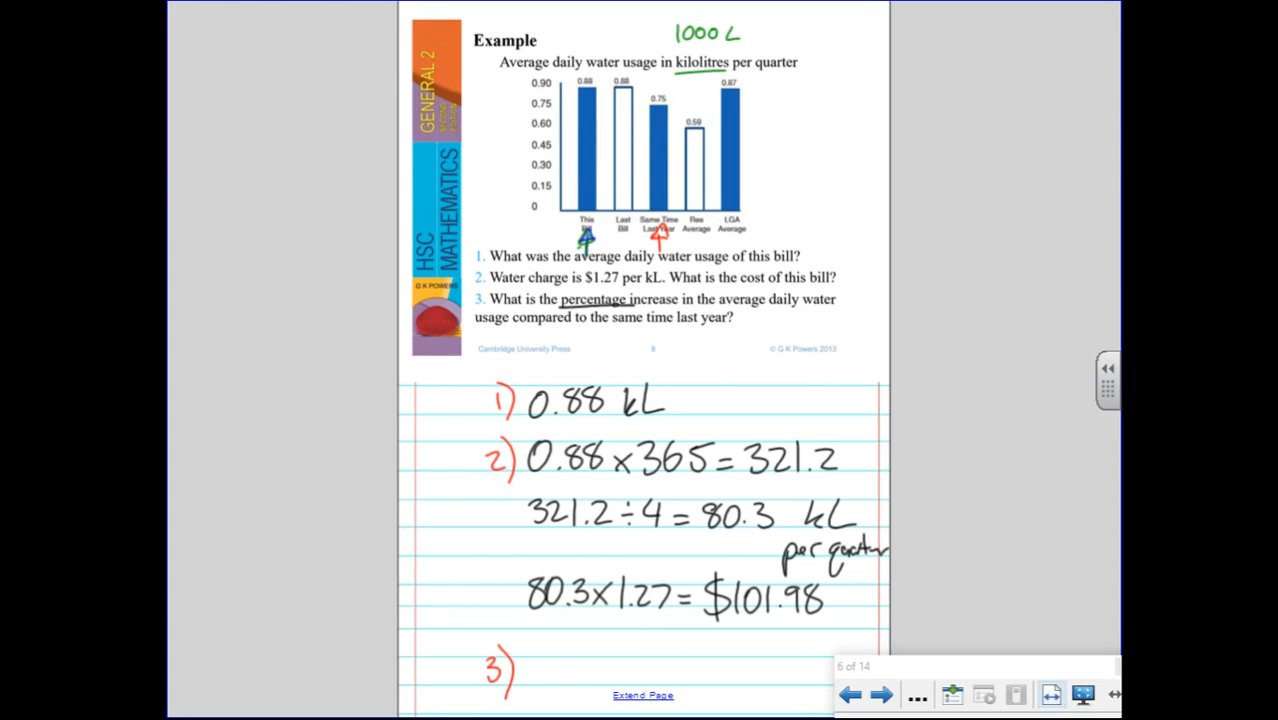 1000 L
Example
Average daily water usage in kilolitres per quarter
0.90
0.75
0.60
0.45
0.30
0.15
0
0.88
0.88
0.75
0.59
0.87
This Bill
Last Bill
Same Time Last Year
Res Average
LGA Average
GENERAL 2
SECOND EDITION
HSC
MATHEMATICS
G K POWERS
1. What was the average daily water usage of this bill?
2. Water charge is $1.27 per kL. What is the cost of this bill?
3. What is the percentage increase in the average daily water
usage compared to the same time last year?
Cambridge University Press 8 © G K Powers 2013
1) 0.88 kL
2) 0.88 × 365 = 321.2
321.2 ÷ 4 = 80.3 kL
per quarter
80.3 × 1.27 = $101.98
3)
Extend Page
6 of 14